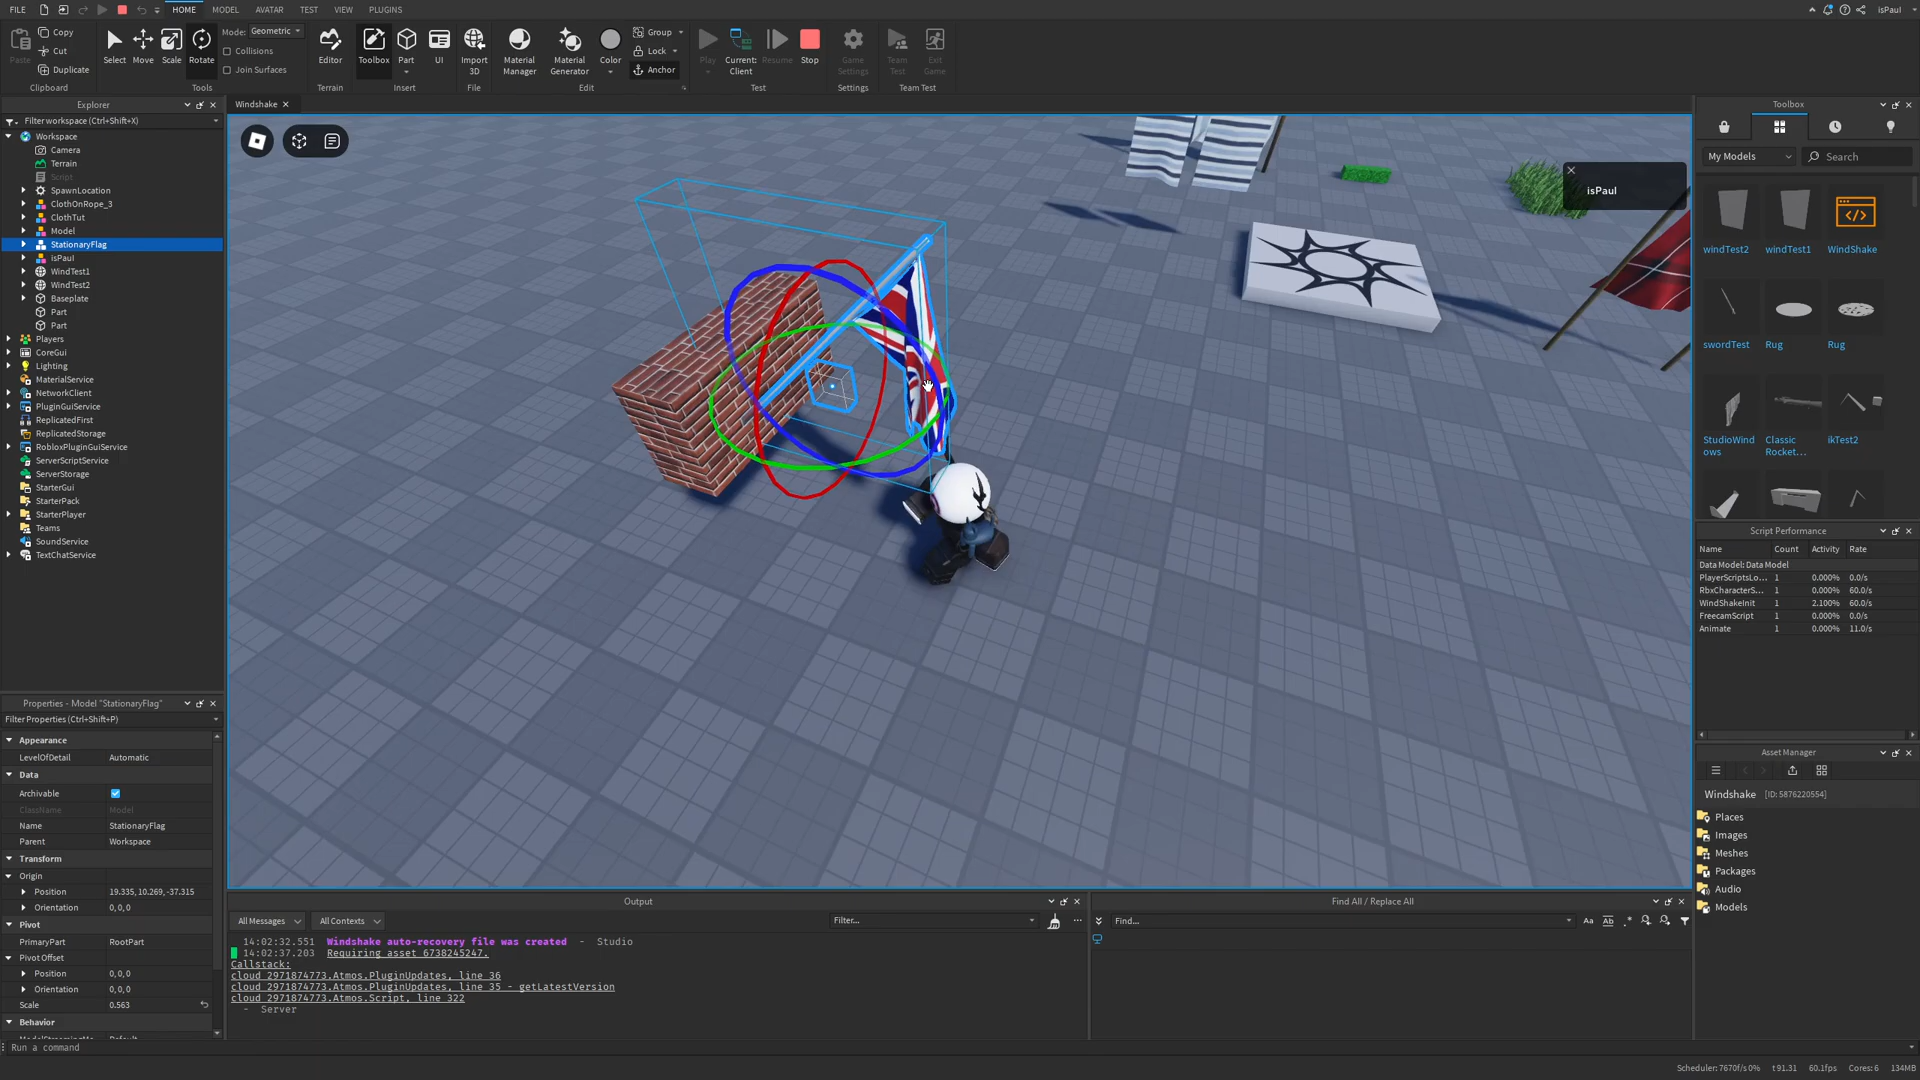 FILE
HOME
MODEL
AVATAR
TEST
VIEW
PLUGINS
isPaul
Paste
Copy
Cut
Duplicate
Clipboard
Select
Move
Scale
Rotate
Mode: Geometric
Collisions
Join Surfaces
Tools
Editor
Terrain
Toolbox
Part
UI
Insert
Import 3D
File
Material Manager
Material Generator
Color
Group
Lock
Anchor
Edit
Play
Current: Client
Resume
Stop
Test
Game Settings
Settings
Team Test
Exit Game
Team Test
Explorer
Filter workspace (Ctrl+Shift+X)
Workspace
Camera
Terrain
Script
SpawnLocation
ClothOnRope_3
ClothTut
Model
StationaryFlag
isPaul
WindTest1
WindTest2
Baseplate
Part
Part
Players
CoreGui
Lighting
MaterialService
NetworkClient
PluginGuiService
ReplicatedFirst
ReplicatedStorage
RobloxPluginGuiService
ServerScriptService
ServerStorage
StarterGui
StarterPack
StarterPlayer
Teams
SoundService
TextChatService
Properties - Model "StationaryFlag"
Filter Properties (Ctrl+Shift+P)
Appearance
LevelOfDetail Automatic
Data
Archivable
ClassName Model
Name StationaryFlag
Parent Workspace
Transform
Origin
Position 19.335, 10.269, -37.315
Orientation 0, 0, 0
Pivot
PrimaryPart RootPart
Pivot Offset
Position 0, 0, 0
Orientation 0, 0, 0
Scale 0.563
Behavior
Run a command
Windshake
isPaul
Output
All Messages
All Contexts
Filter...
14:02:32.551 Windshake auto-recovery file was created - Studio
14:02:37.203 Requiring asset 6738245247.
Callstack:
cloud_2971874773.Atmos.PluginUpdates, line 36
cloud_2971874773.Atmos.PluginUpdates, line 35 - getLatestVersion
cloud_2971874773.Atmos.Script, line 322
- Server
Find All / Replace All
Find...
Aa
Ab
Toolbox
My Models
Search
windTest2
windTest1
WindShake
swordTest
Rug
Rug
StudioWindows
Classic Rocket...
ikTest2
Script Performance
Name Count Activity Rate
Data Model: Data Model
PlayerScriptsLo... 1 0.000% 0.0/s
RbxCharacterS... 1 0.000% 60.0/s
WindShakeInit 1 2.100% 60.0/s
FreecamScript 1 0.000% 0.0/s
Animate 1 0.000% 11.0/s
Asset Manager
Windshake [ID: 5876220554]
Places
Images
Meshes
Packages
Audio
Models
Scheduler: 7670f/s 0% t 91.31 60.1fps Cores: 6 134MB